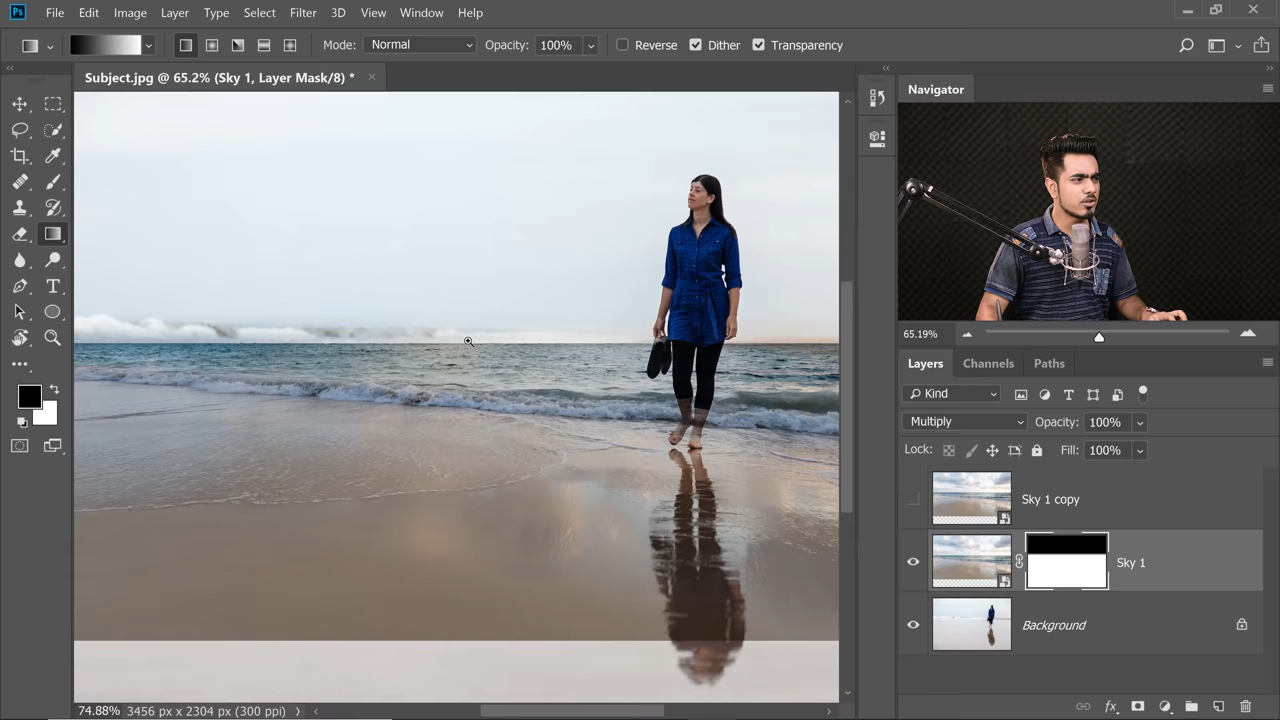 Ps File Edit Image Layer Type Select Filter 3D View Window Help
Mode: Normal Opacity: 100% Reverse Dither Transparency
Subject.jpg @ 65.2% (Sky 1, Layer Mask/8) *
Navigator
65.19%
Layers Channels Paths
Kind
Multiply Opacity: 100%
Lock: Fill: 100%
Sky 1 copy
Sky 1
Background
74.88% 3456 px x 2304 px (300 ppi)